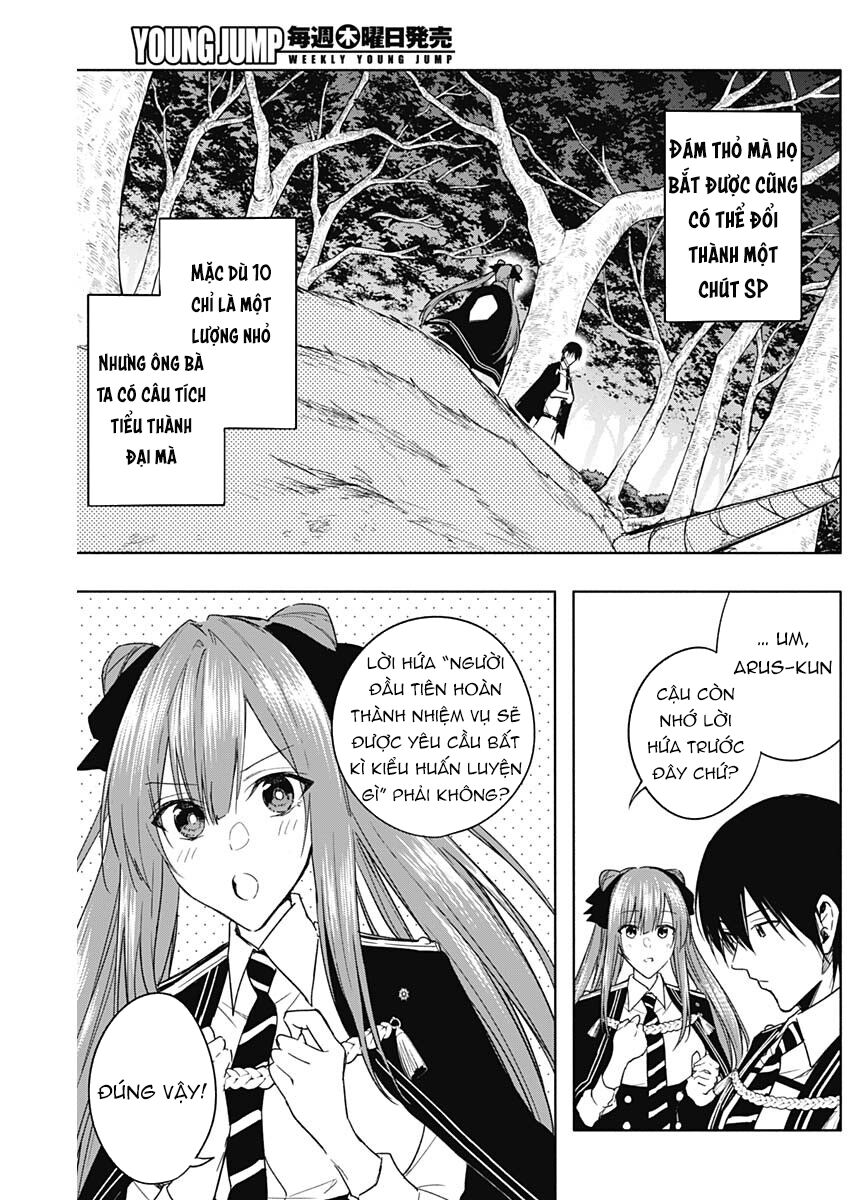 YOUNG JUMP 毎週木曜日発売
WEEKLY YOUNG JUMP
ĐÁM THỎ MÀ HỌ
BẮT ĐƯỢC CŨNG
CÓ THỂ ĐỔI
THÀNH MỘT
CHÚT SP
MẶC DÙ 10
CHỈ LÀ MỘT
LƯỢNG NHỎ
NHƯNG ÔNG BÀ
TA CÓ CÂU TÍCH
TIỂU THÀNH
ĐẠI MÀ
... UM,
ARUS-KUN
CẬU CÒN
NHỚ LỜI
HỨA TRƯỚC
ĐÂY CHỨ?
LỜI HỨA “NGƯỜI
ĐẦU TIÊN HOÀN
THÀNH NHIỆM VỤ SẼ
ĐƯỢC YÊU CẦU BẤT
KÌ KIỂU HUẤN LUYỆN
GÌ” PHẢI KHÔNG?
ĐÚNG VẬY!